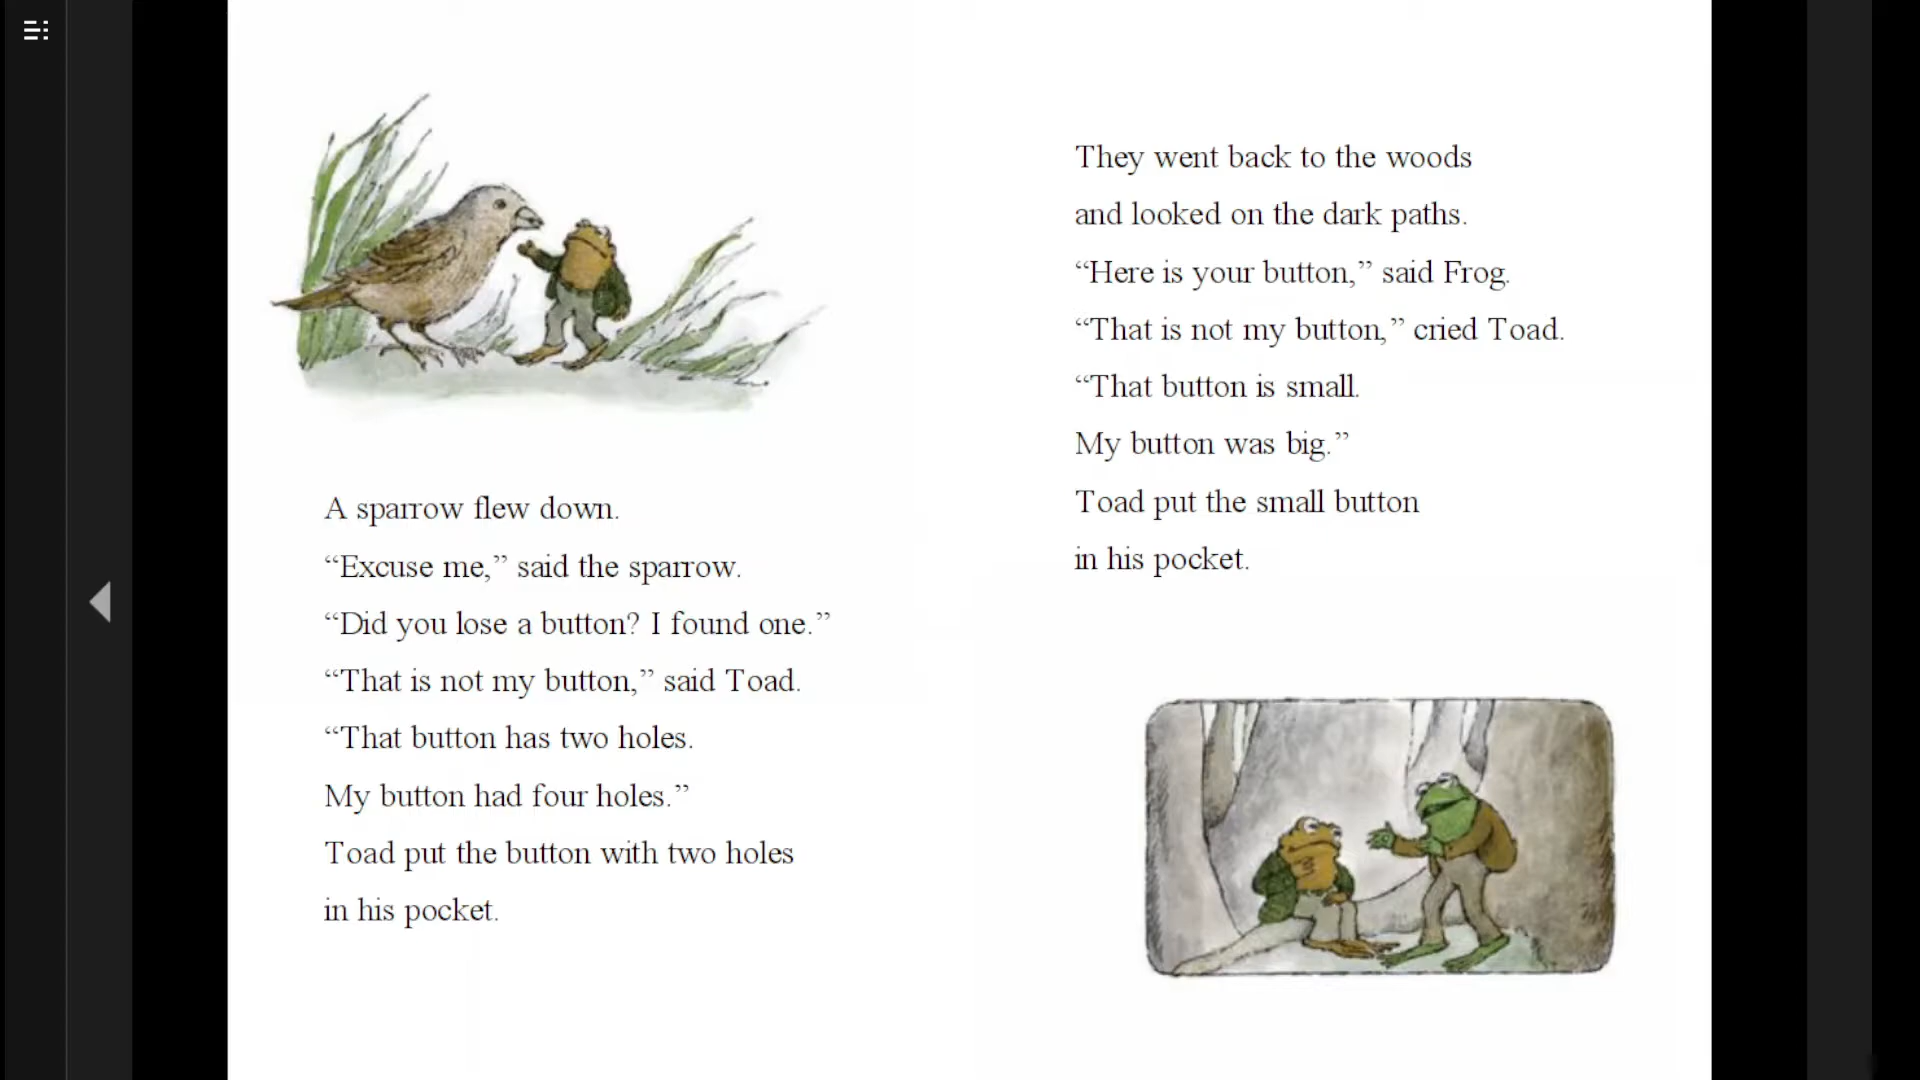 A sparrow flew down.
“Excuse me,” said the sparrow.
“Did you lose a button? I found one.”
“That is not my button,” said Toad.
“That button has two holes.
My button had four holes.”
Toad put the button with two holes
in his pocket.
They went back to the woods
and looked on the dark paths.
“Here is your button,” said Frog.
“That is not my button,” cried Toad.
“That button is small.
My button was big.”
Toad put the small button
in his pocket.